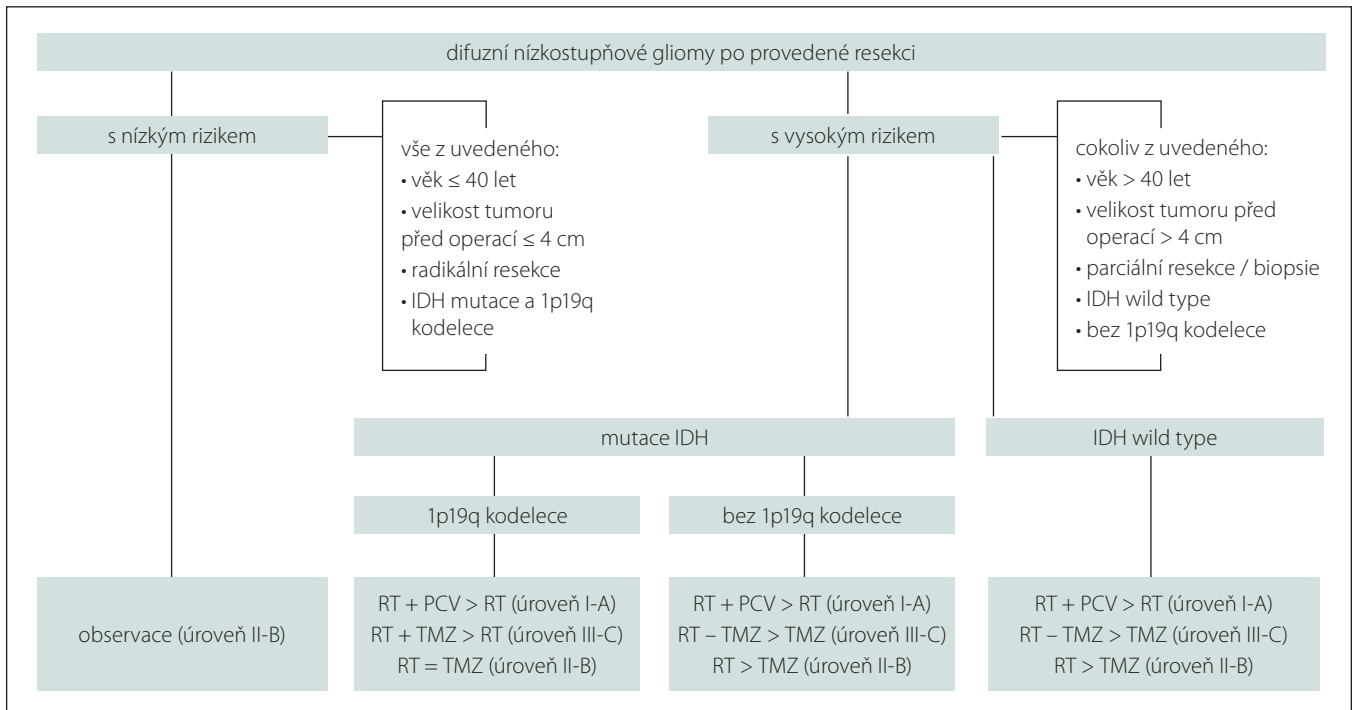 difuzní nízkostupňové gliomy po provedené resekci
s nízkým rizikem
vše z uvedeného:
• věk ≤ 40 let
• velikost tumoru
před operací ≤ 4 cm
• radikální resekce
• IDH mutace a 1p19q
kodelece
s vysokým rizikem
cokoliv z uvedeného:
• věk > 40 let
• velikost tumoru před
operací > 4 cm
• parciální resekce / biopsie
• IDH wild type
• bez 1p19q kodelece
mutace IDH
IDH wild type
1p19q kodelece
bez 1p19q kodelece
observace (úroveň II-B)
RT + PCV > RT (úroveň I-A)
RT + TMZ > RT (úroveň III-C)
RT = TMZ (úroveň II-B)
RT + PCV > RT (úroveň I-A)
RT – TMZ > TMZ (úroveň III-C)
RT > TMZ (úroveň II-B)
RT + PCV > RT (úroveň I-A)
RT – TMZ > TMZ (úroveň III-C)
RT > TMZ (úroveň II-B)